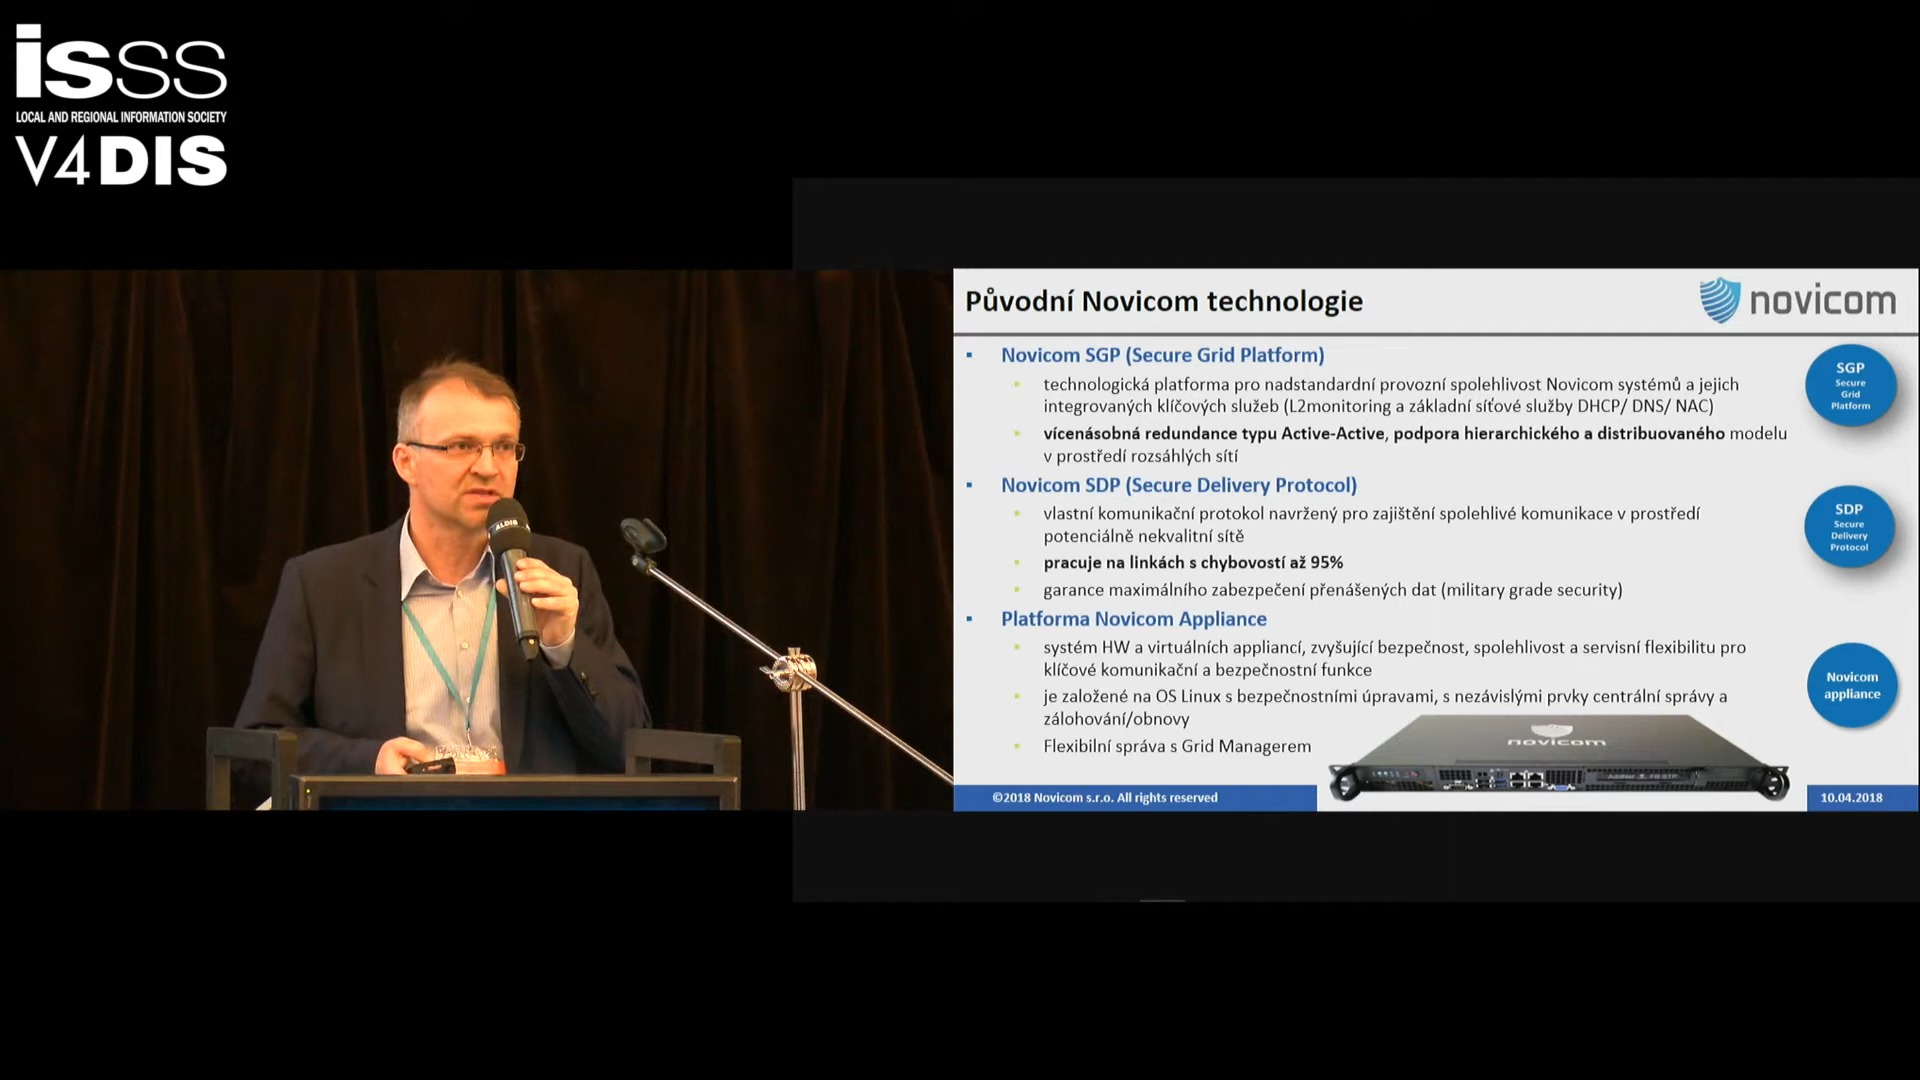 isss
LOCAL AND REGIONAL INFORMATION SOCIETY
V4DIS
ALDIS
Původní Novicom technologie
novicom
▪ Novicom SGP (Secure Grid Platform)
▪ technologická platforma pro nadstandardní provozní spolehlivost Novicom systémů a jejich
integrovaných klíčových služeb (L2monitoring a základní síťové služby DHCP/ DNS/ NAC)
▪ vícenásobná redundance typu Active-Active, podpora hierarchického a distribuovaného modelu
v prostředí rozsáhlých sítí
SGP
Secure
Grid
Platform
▪ Novicom SDP (Secure Delivery Protocol)
▪ vlastní komunikační protokol navržený pro zajištění spolehlivé komunikace v prostředí
potenciálně nekvalitní sítě
▪ pracuje na linkách s chybovostí až 95%
▪ garance maximálního zabezpečení přenášených dat (military grade security)
SDP
Secure
Delivery
Protocol
▪ Platforma Novicom Appliance
▪ systém HW a virtuálních appliancí, zvyšující bezpečnost, spolehlivost a servisní flexibilitu pro
klíčové komunikační a bezpečnostní funkce
▪ je založené na OS Linux s bezpečnostními úpravami, s nezávislými prvky centrální správy a
zálohování/obnovy
▪ Flexibilní správa s Grid Managerem
Novicom
appliance
novicom
©2018 Novicom s.r.o. All rights reserved
10.04.2018